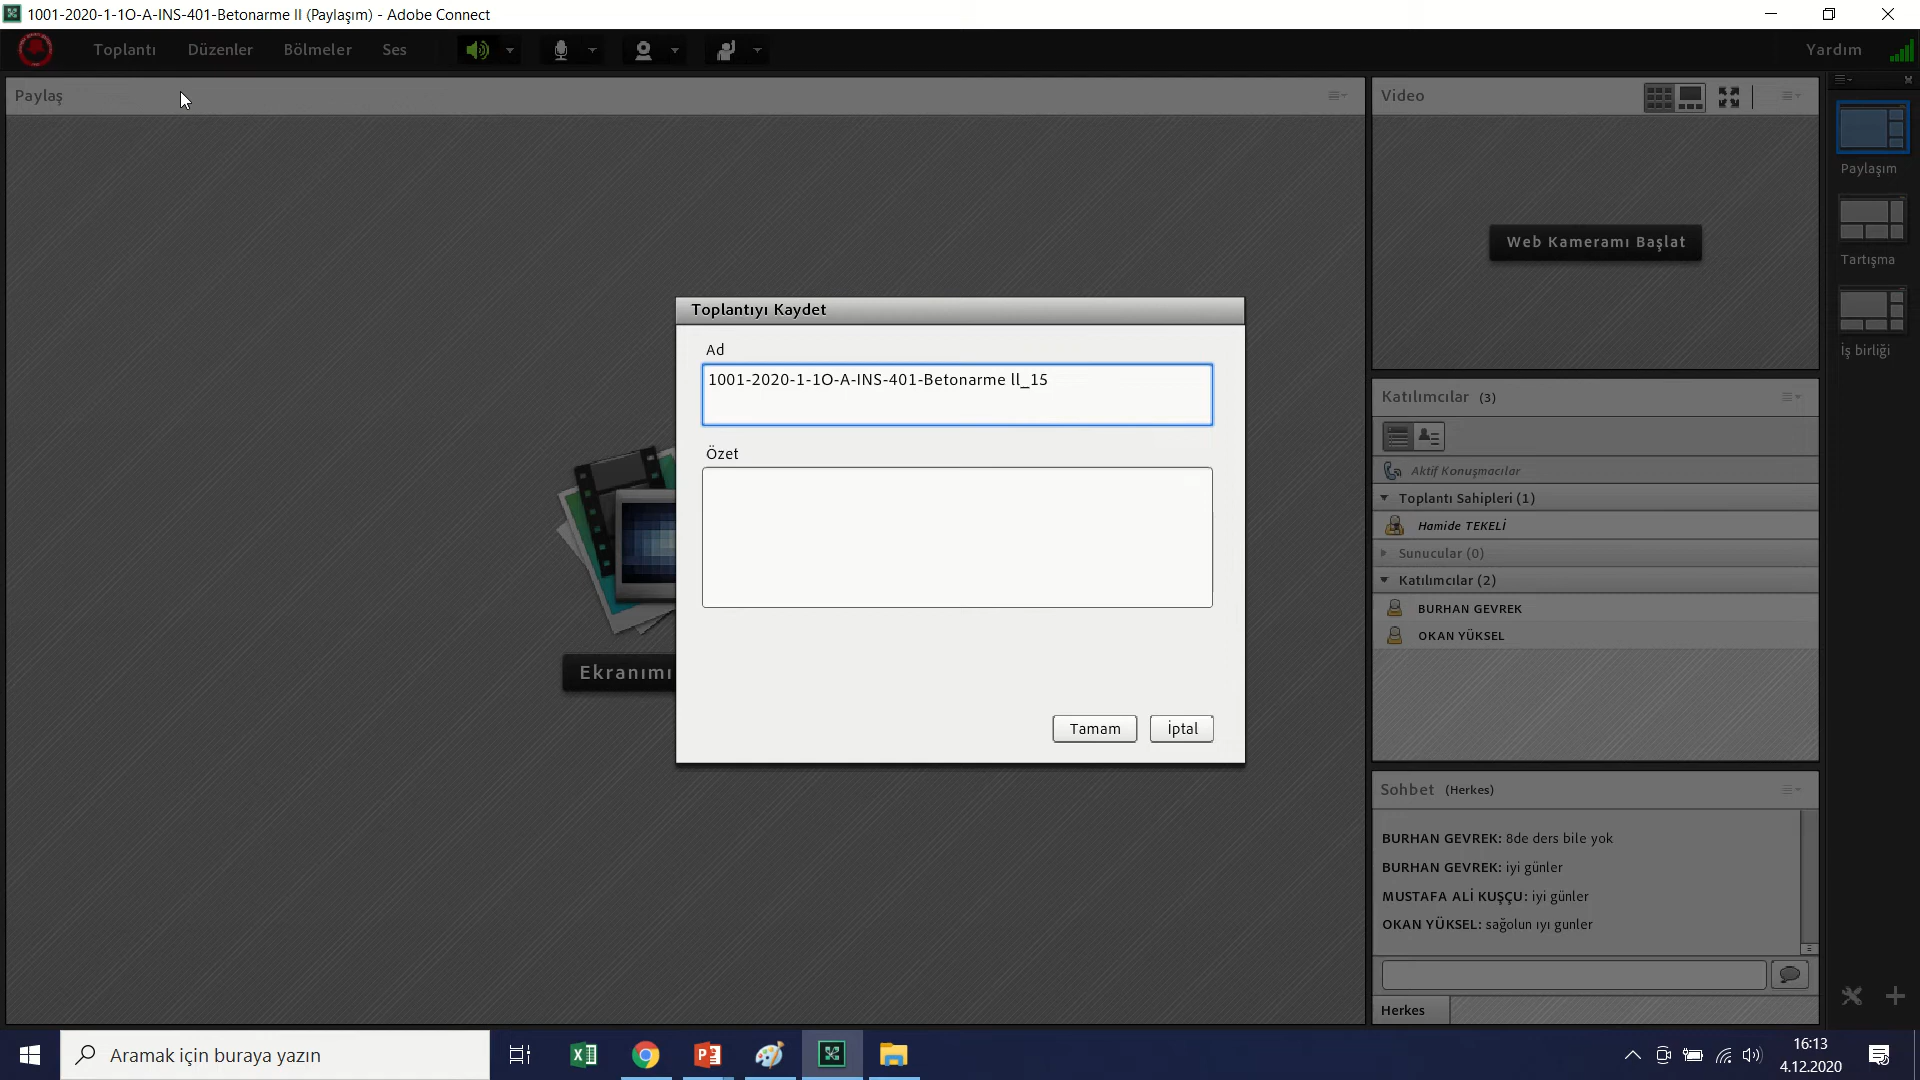 1001-2020-1-1O-A-INS-401-Betonarme II (Paylaşım) - Adobe Connect
Toplantı
Düzenler
Bölmeler
Ses
Yardım
Paylaş
Video
Paylaşım
Tartışma
İş birliği
Web Kameramı Başlat
Toplantıyı Kaydet
Ad
1001-2020-1-1O-A-INS-401-Betonarme ll_15
Özet
Tamam
İptal
Ekranımı
Katılımcılar (3)
Aktif Konuşmacılar
Toplantı Sahipleri (1)
Hamide TEKELİ
Sunucular (0)
Katılımcılar (2)
BURHAN GEVREK
OKAN YÜKSEL
Sohbet (Herkes)
BURHAN GEVREK: 8de ders bile yok
BURHAN GEVREK: iyi günler
MUSTAFA ALİ KUŞÇU: iyi günler
OKAN YÜKSEL: sağolun ıyı gunler
Herkes
Aramak için buraya yazın
16:13
4.12.2020